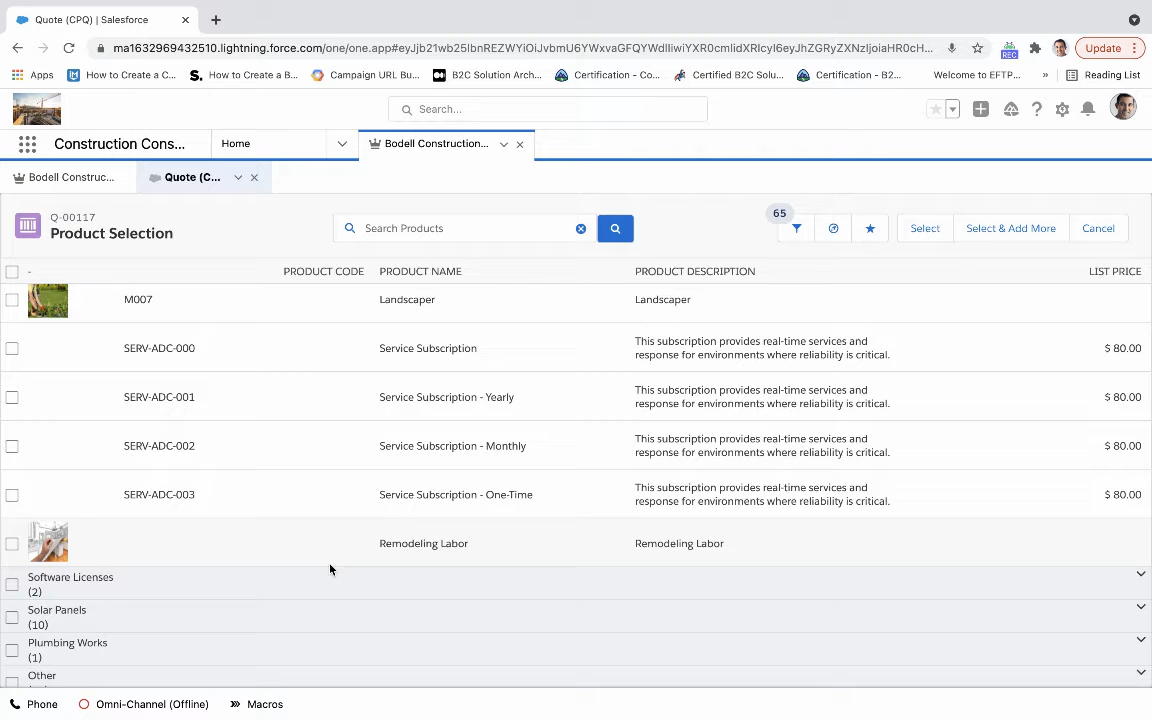 Quote (CPQ) | Salesforce
ma1632969432510.lightning.force.com/one/one.app#eyJjb21wb25lbnREZWYiOiJvbmU6YWxvaGFQYWdlIiwiYXR0cmlidXRlcyI6eyJhZGRyZXNzIjoiaHR0cH...
REC
Update
Apps
How to Create a C...
How to Create a B...
Campaign URL Bu...
B2C Solution Arch...
Certification - Co...
Certified B2C Solu...
Certification - B2...
Welcome to EFTP...
»
Reading List
Search...
Construction Cons...
Home
Bodell Construction...
Bodell Construc...
Quote (C...
Q-00117
Product Selection
Search Products
65
Select
Select & Add More
Cancel
- PRODUCT CODE PRODUCT NAME PRODUCT DESCRIPTION LIST PRICE
M007 Landscaper Landscaper
SERV-ADC-000 Service Subscription This subscription provides real-time services and response for environments where reliability is critical. $ 80.00
SERV-ADC-001 Service Subscription - Yearly This subscription provides real-time services and response for environments where reliability is critical. $ 80.00
SERV-ADC-002 Service Subscription - Monthly This subscription provides real-time services and response for environments where reliability is critical. $ 80.00
SERV-ADC-003 Service Subscription - One-Time This subscription provides real-time services and response for environments where reliability is critical. $ 80.00
Remodeling Labor Remodeling Labor
Software Licenses
(2)
Solar Panels
(10)
Plumbing Works
(1)
Other
Phone
Omni-Channel (Offline)
Macros